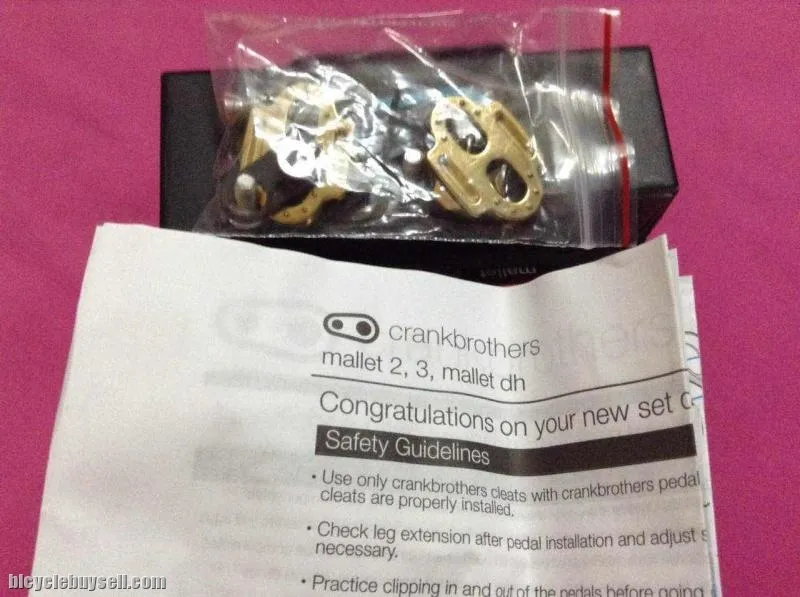 mallet
crankbrothers
mallet 2, 3, mallet dh
Congratulations on your new set
Safety Guidelines
• Use only crankbrothers cleats with crankbrothers pedal
cleats are properly installed.
• Check leg extension after pedal installation and adjust s
necessary.
• Practice clipping in and out of the pedals before going
bicyclebuysell.com